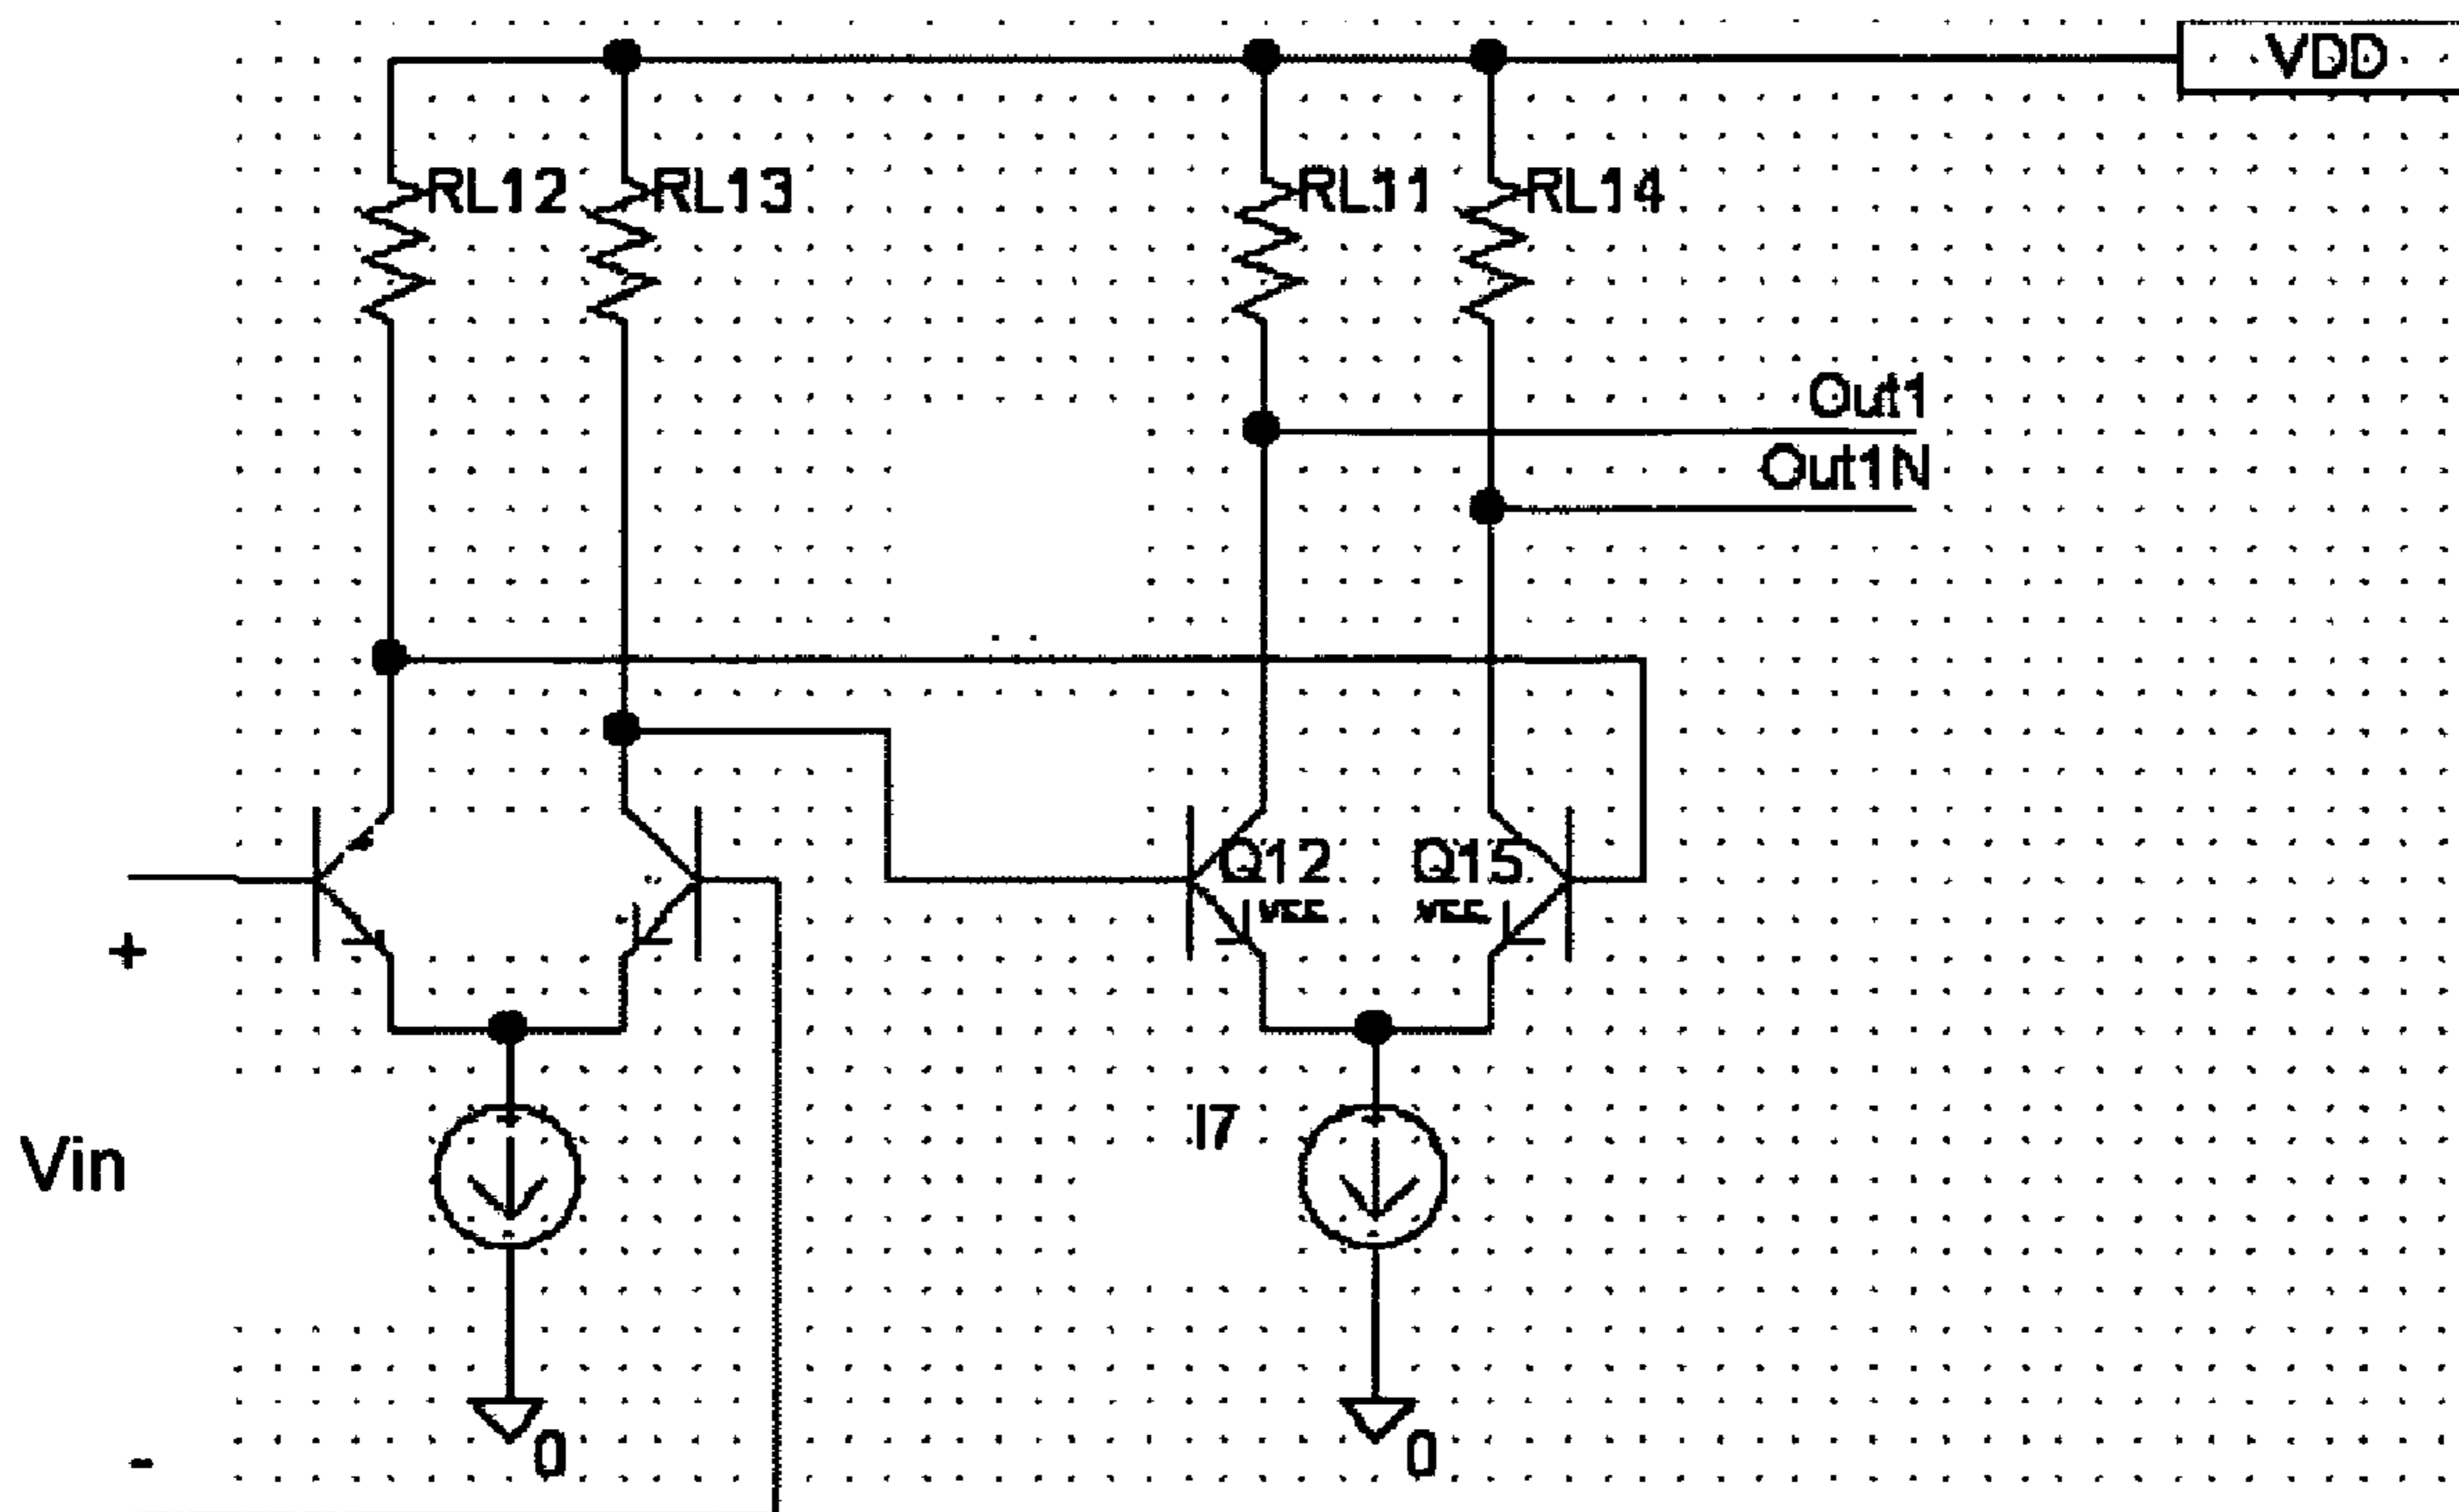 VDD
RL12 RL13 RL11 RL14
Out1
Out1N
Q12 Q15
+
I7
Vin
0 0
-